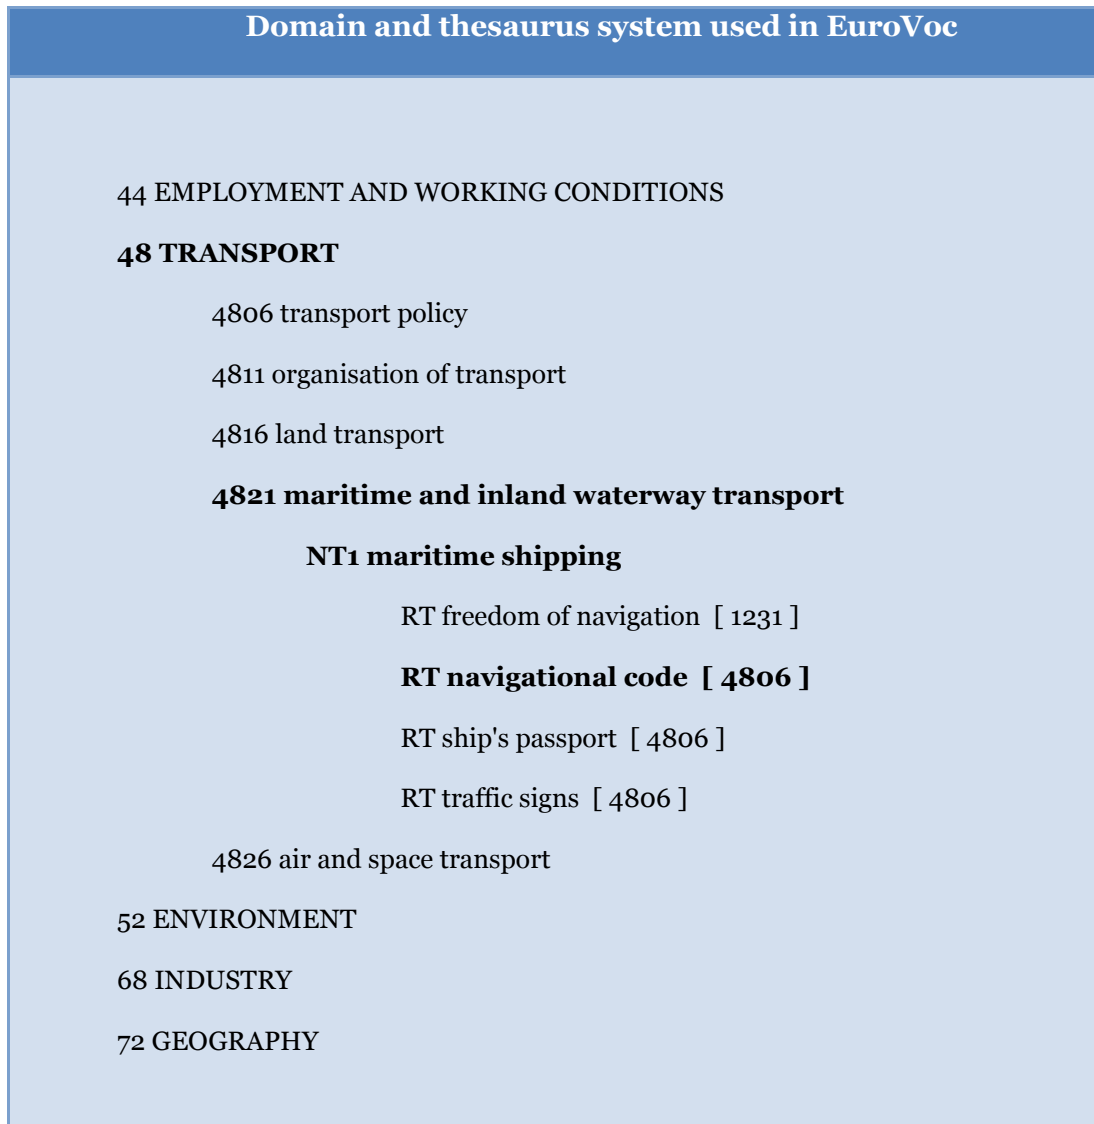 Domain and thesaurus system used in EuroVoc
44 EMPLOYMENT AND WORKING CONDITIONS
48 TRANSPORT
4806 transport policy
4811 organisation of transport
4816 land transport
4821 maritime and inland waterway transport
NT1 maritime shipping
RT freedom of navigation [ 1231 ]
RT navigational code [ 4806 ]
RT ship's passport [ 4806 ]
RT traffic signs [ 4806 ]
4826 air and space transport
52 ENVIRONMENT
68 INDUSTRY
72 GEOGRAPHY